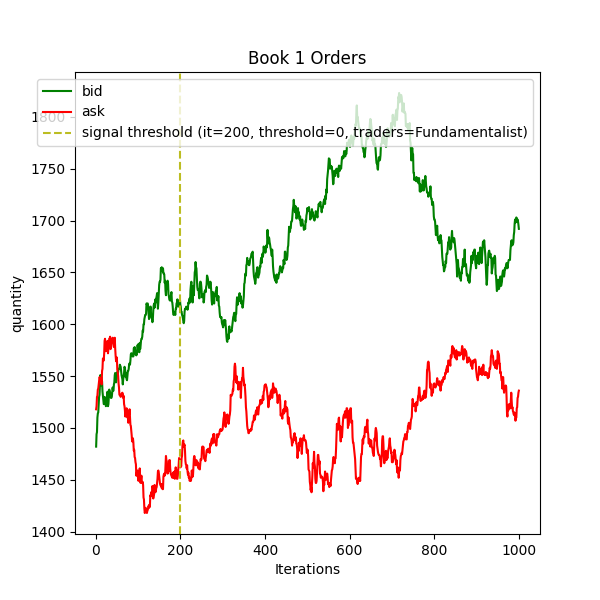 Book 1 Orders
bid
ask
signal threshold (it=200, threshold=0, traders=Fundamentalist)
1800
1750
1700
1650
1600
1550
1500
1450
1400
quantity
0 200 400 600 800 1000
Iterations